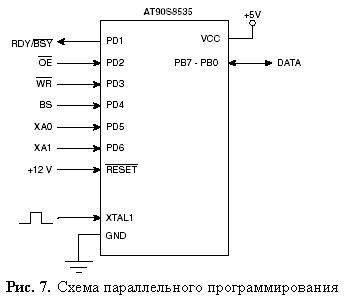 AT90S8535
+5V
RDY/BSY PD1 VCC
OE PD2 PB7 - PB0 DATA
WR PD3
BS PD4
XA0 PD5
XA1 PD6
+12 V RESET
XTAL1
GND
Рис. 7. Схема параллельного программирования